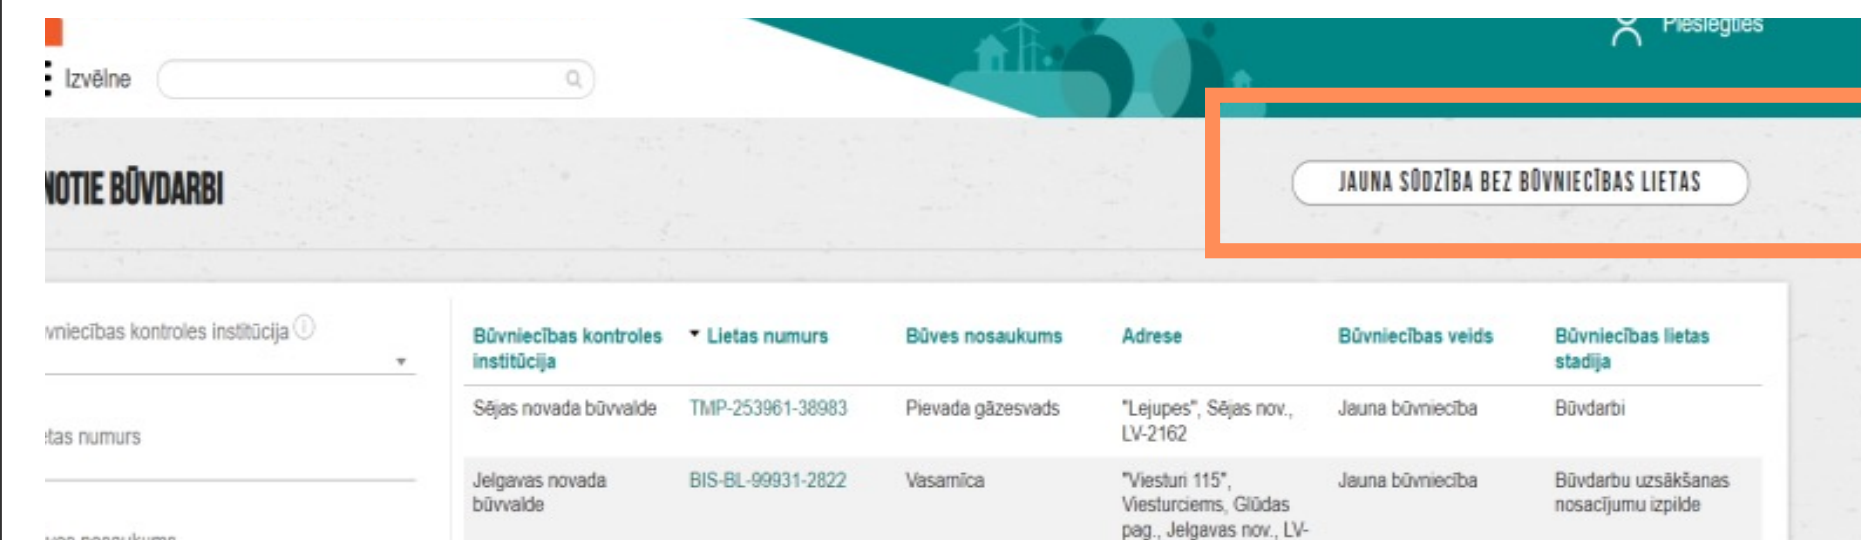 Pieslēgties
Izvēlne
NOTIE BŪVDARBI
JAUNA SŪDZĪBA BEZ BŪVNIECĪBAS LIETAS
vniecības kontroles institūcija
Būvniecības kontroles institūcija
Lietas numurs
Būves nosaukums
Adrese
Būvniecības veids
Būvniecības lietas stadija
Sējas novada būvvalde
TMP-253961-38983
Pievada gāzesvads
"Lejupes", Sējas nov.,
LV-2162
Jauna būvniecība
Būvdarbi
etas numurs
Jelgavas novada
būvvalde
BIS-BL-99931-2822
Vasarnīca
"Viesturi 115",
Viesturciems, Glūdas
pag., Jelgavas nov., LV-
Jauna būvniecība
Būvdarbu uzsākšanas
nosacījumu izpilde